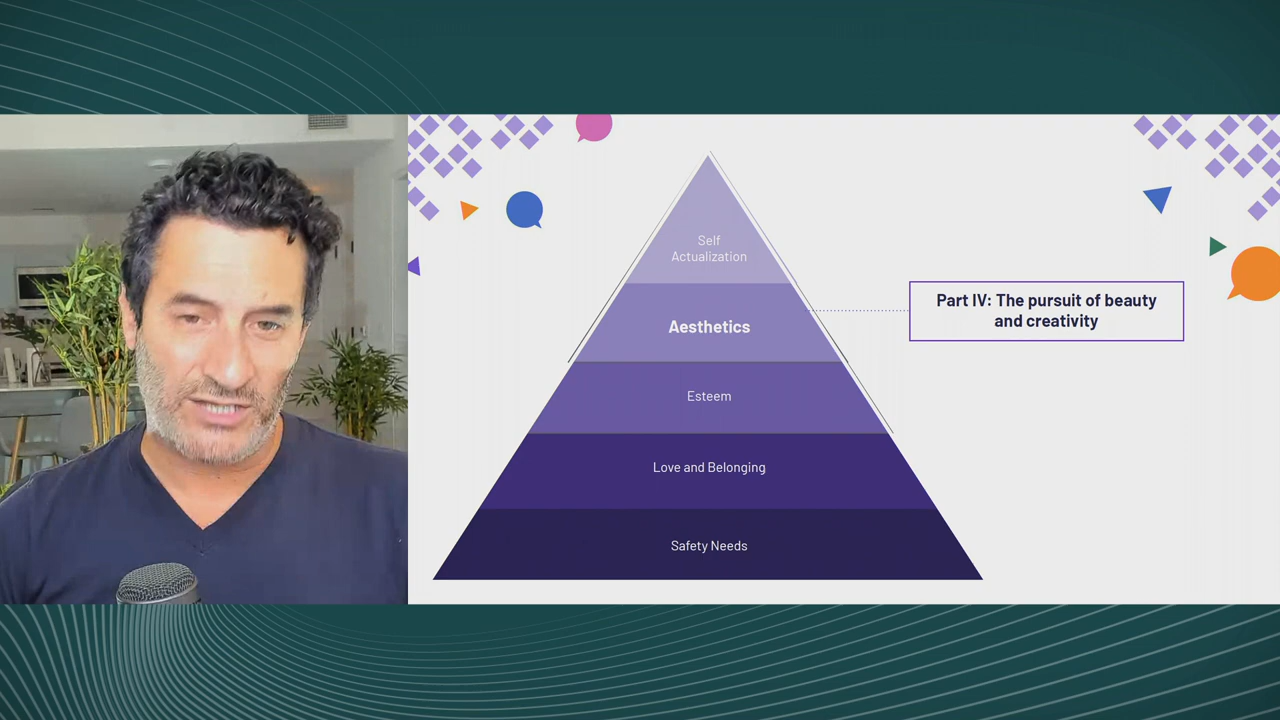 Self
Actualization
Aesthetics
Part IV: The pursuit of beauty
and creativity
Esteem
Love and Belonging
Safety Needs